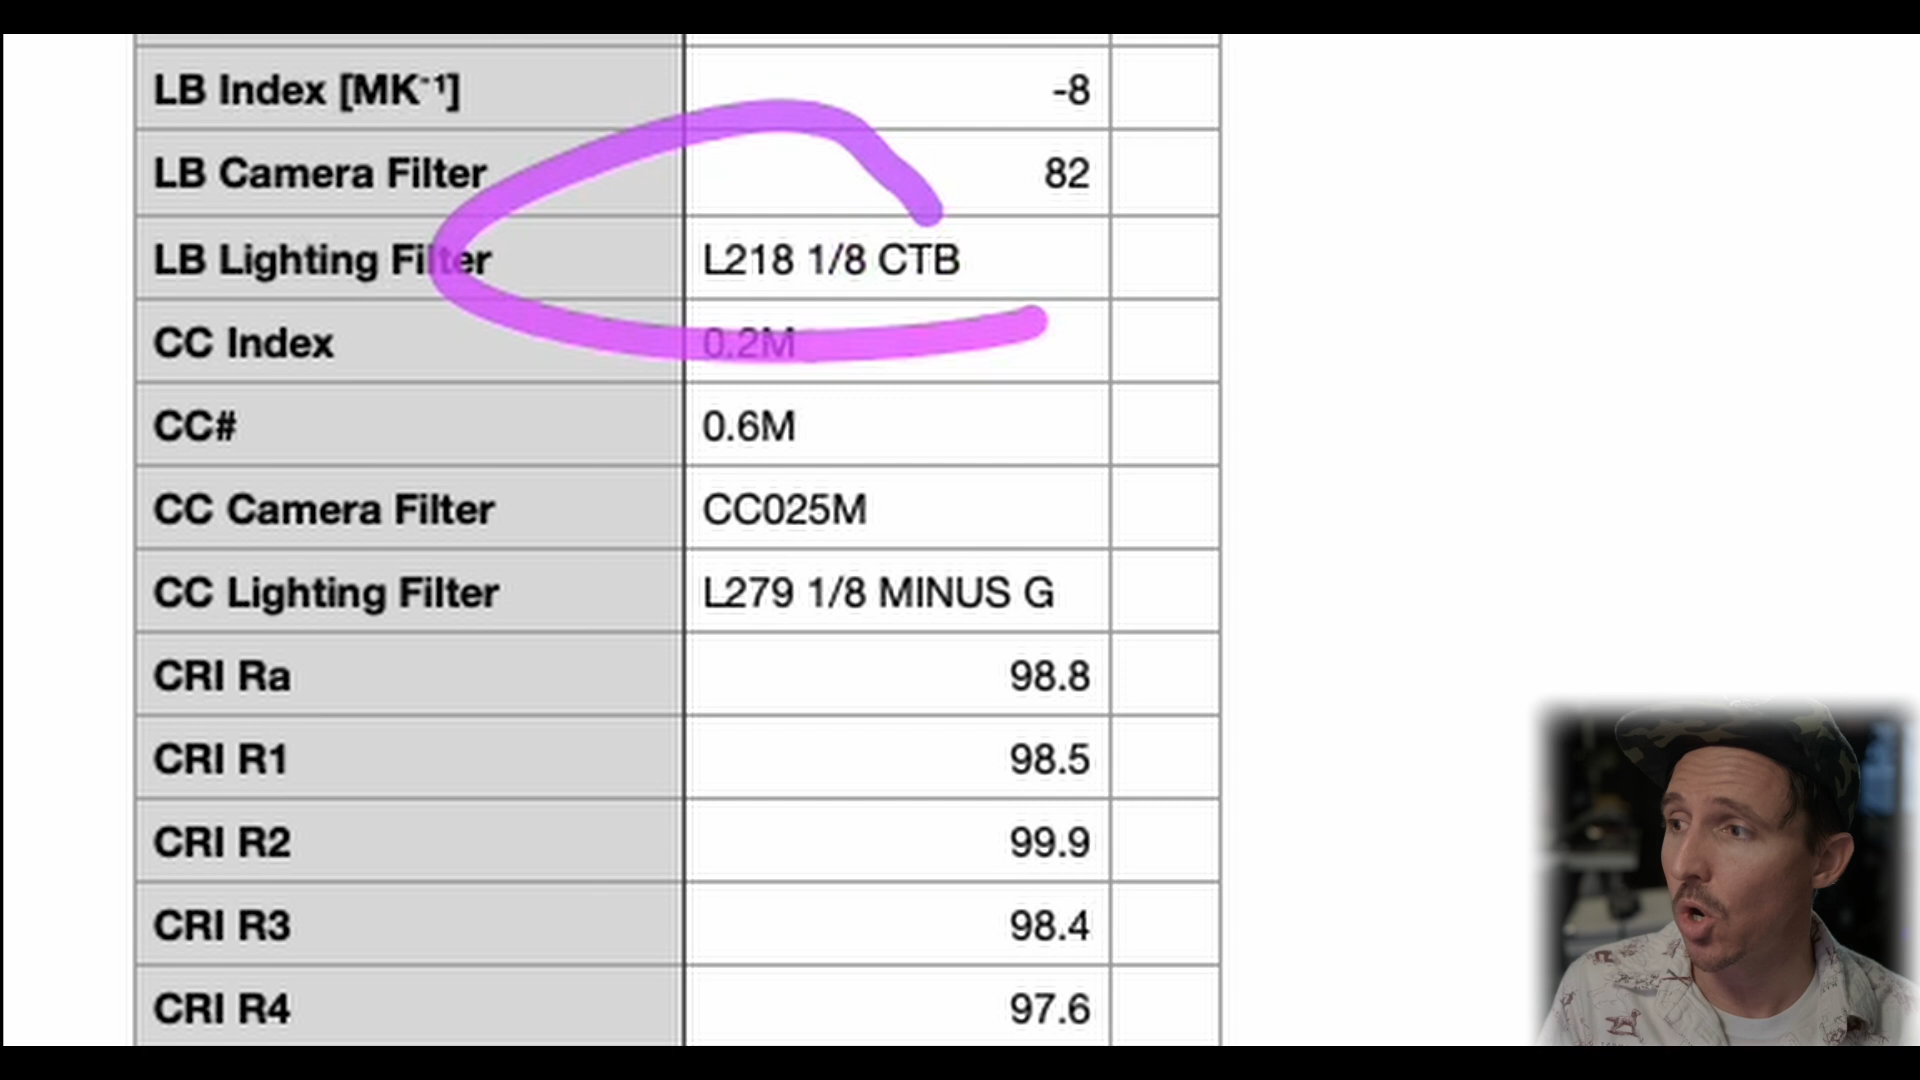 LB Index [MK⁻¹] -8
LB Camera Filter 82
LB Lighting Filter L218 1/8 CTB
CC Index 0.2M
CC# 0.6M
CC Camera Filter CC025M
CC Lighting Filter L279 1/8 MINUS G
CRI Ra 98.8
CRI R1 98.5
CRI R2 99.9
CRI R3 98.4
CRI R4 97.6